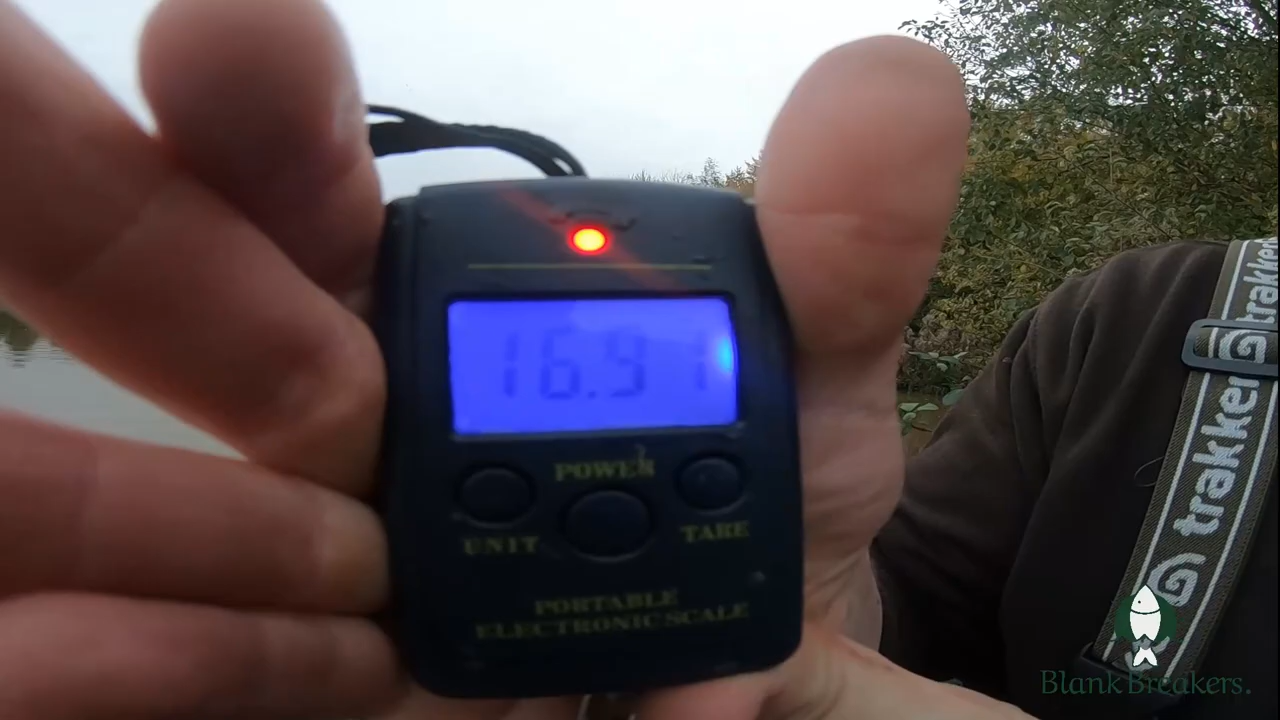 16.91
POWER
UNIT
TARE
PORTABLE
ELECTRONIC SCALE
trakker
trakker
Blank Breakers.